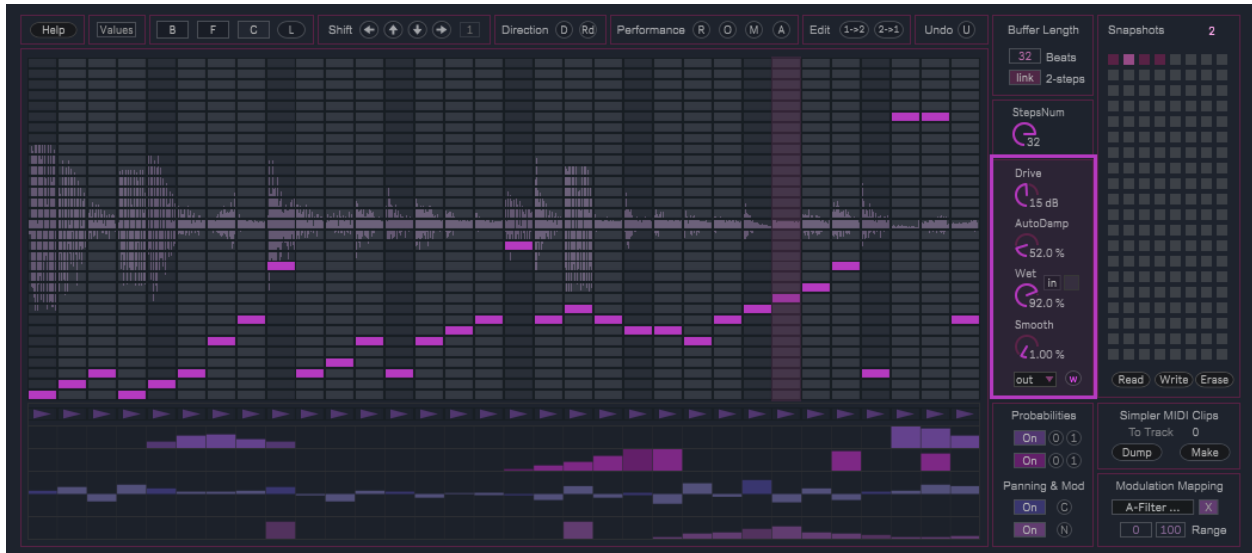 Help Values B F C L Shift 1 Direction D Rd Performance R O M A Edit 1->2 2->1 Undo U
Buffer Length
32 Beats
link 2-steps
StepsNum
32
Drive
15 dB
AutoDamp
52.0 %
Wet in
92.0 %
Smooth
1.00 %
out W
Probabilities
On 0 1
On 0 1
Panning & Mod
On C
On N
Snapshots 2
Read Write Erase
Simpler MIDI Clips
To Track 0
Dump Make
Modulation Mapping
A-Filter ... X
0 100 Range